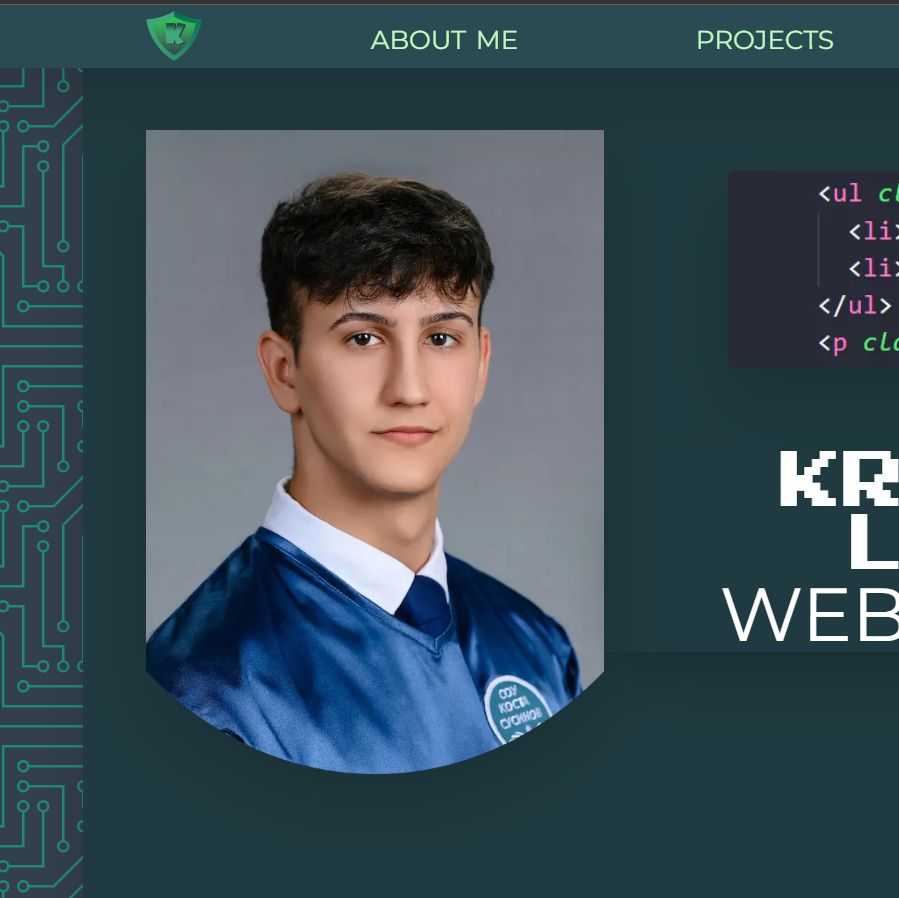 K
ABOUT ME
PROJECTS
<ul cl
<li>
<li>
</ul>
<p cla
KR
L
WEB
СОУ
КОСТА
СУСИНОВ